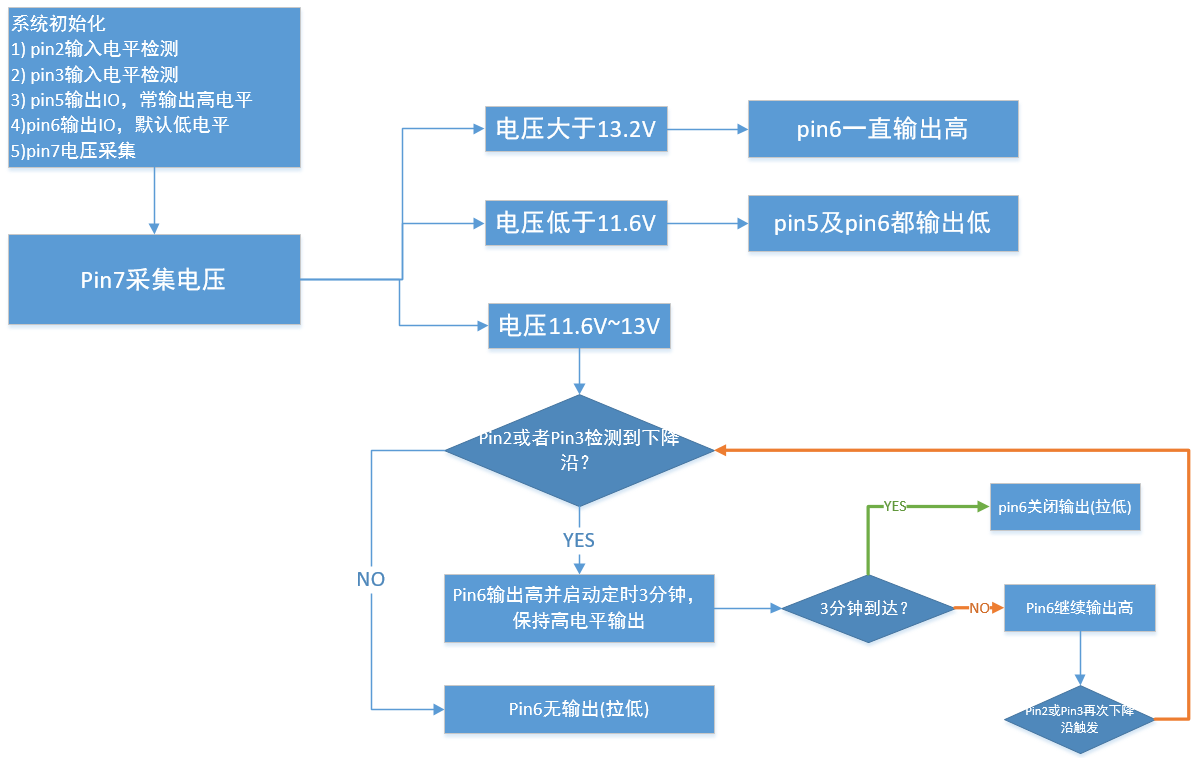 系统初始化
1) pin2输入电平检测
2) pin3输入电平检测
3) pin5输出IO，常输出高电平
4)pin6输出IO，默认低电平
5)pin7电压采集
电压大于13.2V
pin6一直输出高
电压低于11.6V
pin5及pin6都输出低
Pin7采集电压
电压11.6V~13V
Pin2或者Pin3检测到下降
沿？
YES
pin6关闭输出(拉低)
YES
NO
Pin6输出高并启动定时3分钟，
保持高电平输出
3分钟到达？
NO
Pin6继续输出高
Pin6无输出(拉低)
Pin2或Pin3再次下降
沿触发